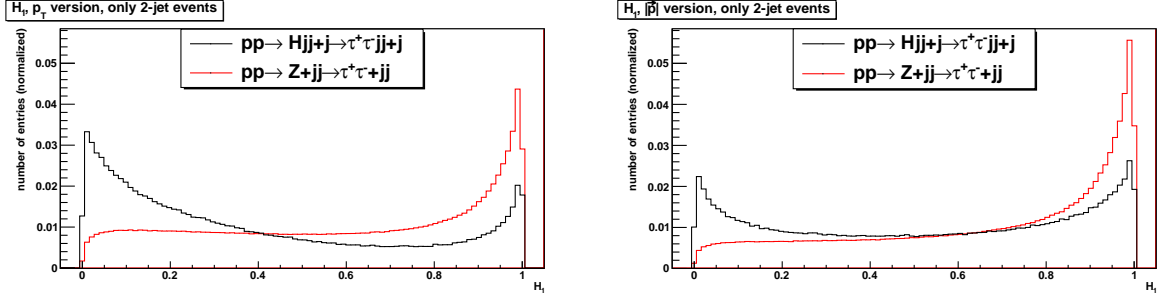 H₁, p_T version, only 2-jet events
pp→ Hjj+j→τ⁺τ⁻jj+j
pp→ Z+jj→τ⁺τ⁻+jj
number of entries (normalized)
0.05
0.04
0.03
0.02
0.01
0
0 0.2 0.4 0.6 0.8 1
H₁
H₁, |p⃗| version, only 2-jet events
pp→ Hjj+j→τ⁺τ⁻jj+j
pp→ Z+jj→τ⁺τ⁻+jj
number of entries (normalized)
0.05
0.04
0.03
0.02
0.01
0
0 0.2 0.4 0.6 0.8 1
H₁